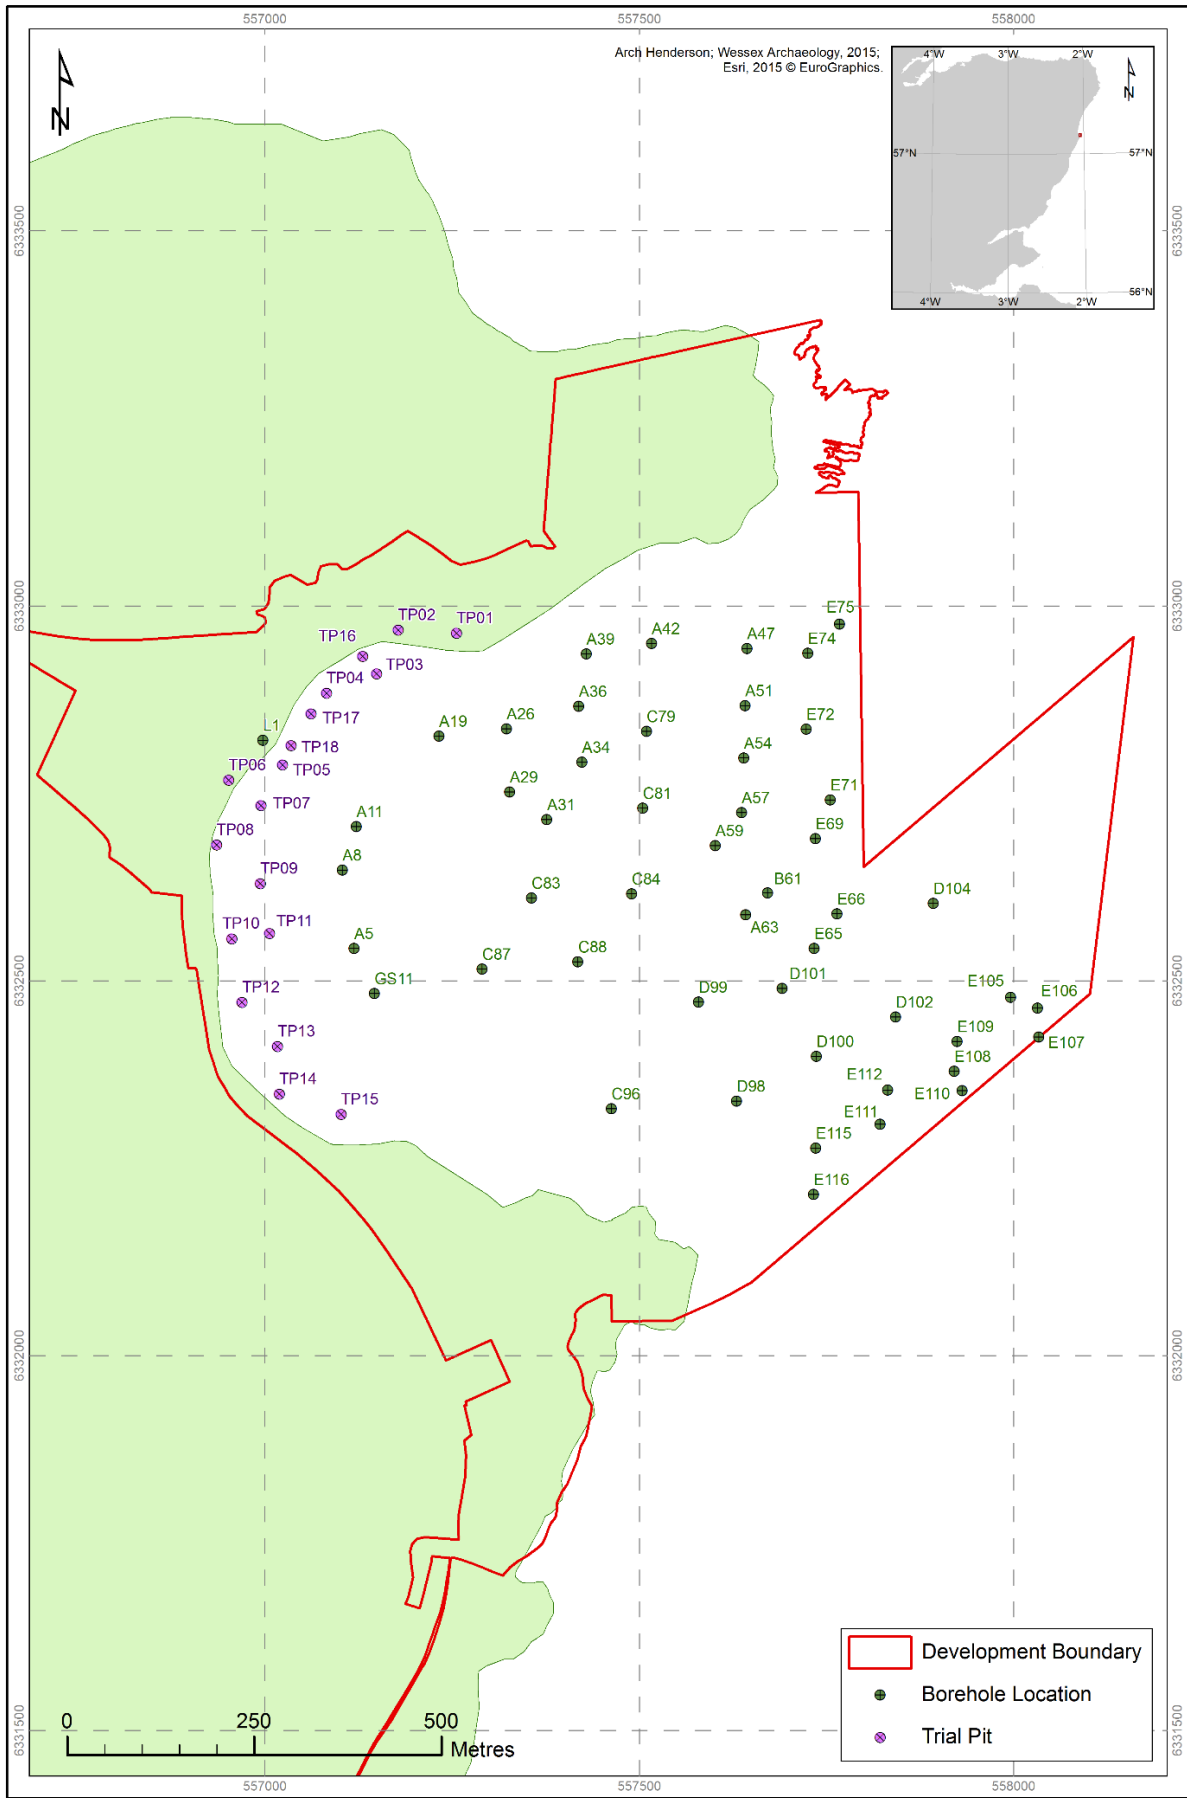 557000
557500
558000
Arch Henderson; Wessex Archaeology, 2015;
Esri, 2015 © EuroGraphics.
N
4°W
3°W
2°W
N
57°N
57°N
56°N
4°W
3°W
2°W
6333500
6333500
6333000
6333000
6332500
6332500
6332000
6332000
6331500
6331500
E75
TP02
TP01
TP16
A39
A42
A47
E74
TP03
TP04
A36
A51
TP17
L1
A19
A26
C79
E72
TP18
A34
A54
TP06
TP05
A29
E71
TP07
A11
A31
C81
A57
TP08
A59
E69
A8
TP09
C83
C84
B61
D104
E66
TP10
TP11
A5
A63
E65
C87
C88
GS11
D101
E105
E106
TP12
D99
D102
TP13
E109
E107
D100
E108
TP14
E112
E110
TP15
C96
D98
E111
E115
E116
Development Boundary
Borehole Location
Trial Pit
0
250
500
Metres
557000
557500
558000